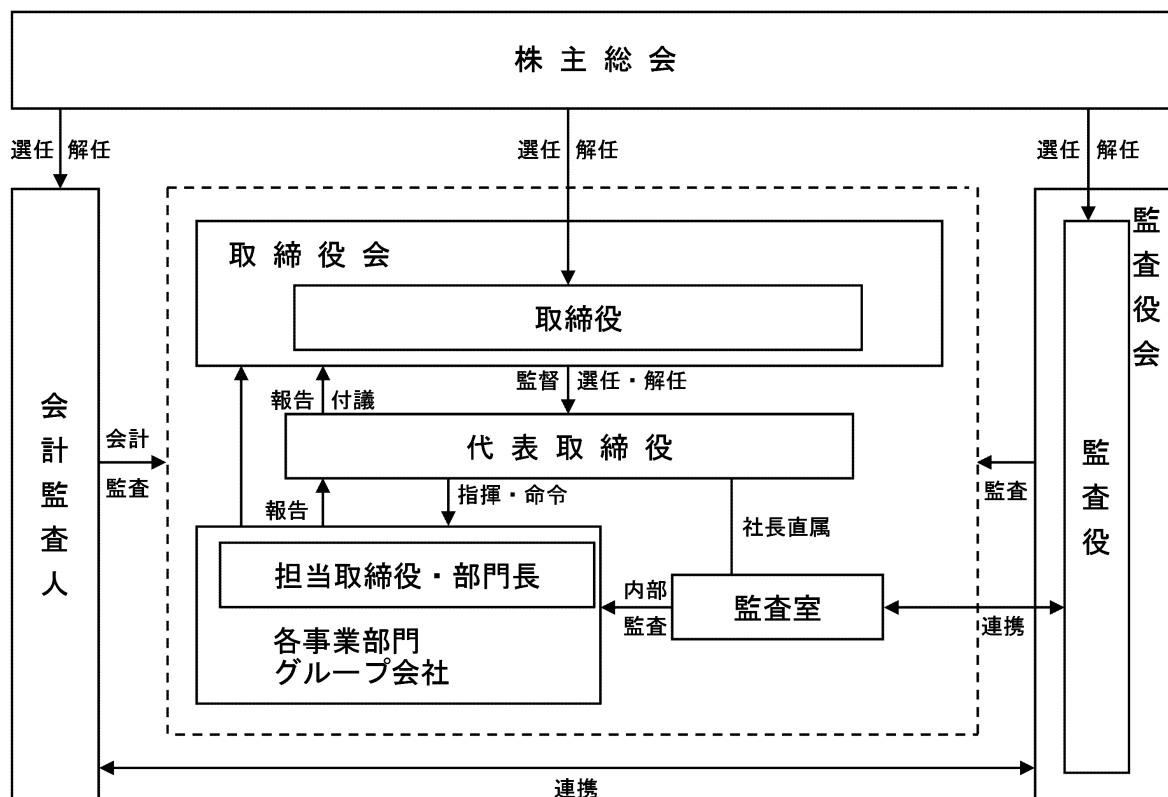 株主総会
選任 解任
選任 解任
選任 解任
会計監査人
取締役会
取締役
監査役会
監査役
監督 選任・解任
報告 付議
代表取締役
会計
監査
監査
報告
指揮・命令
社長直属
担当取締役・部門長
各事業部門
グループ会社
内部
監査
監査室
連携
連携